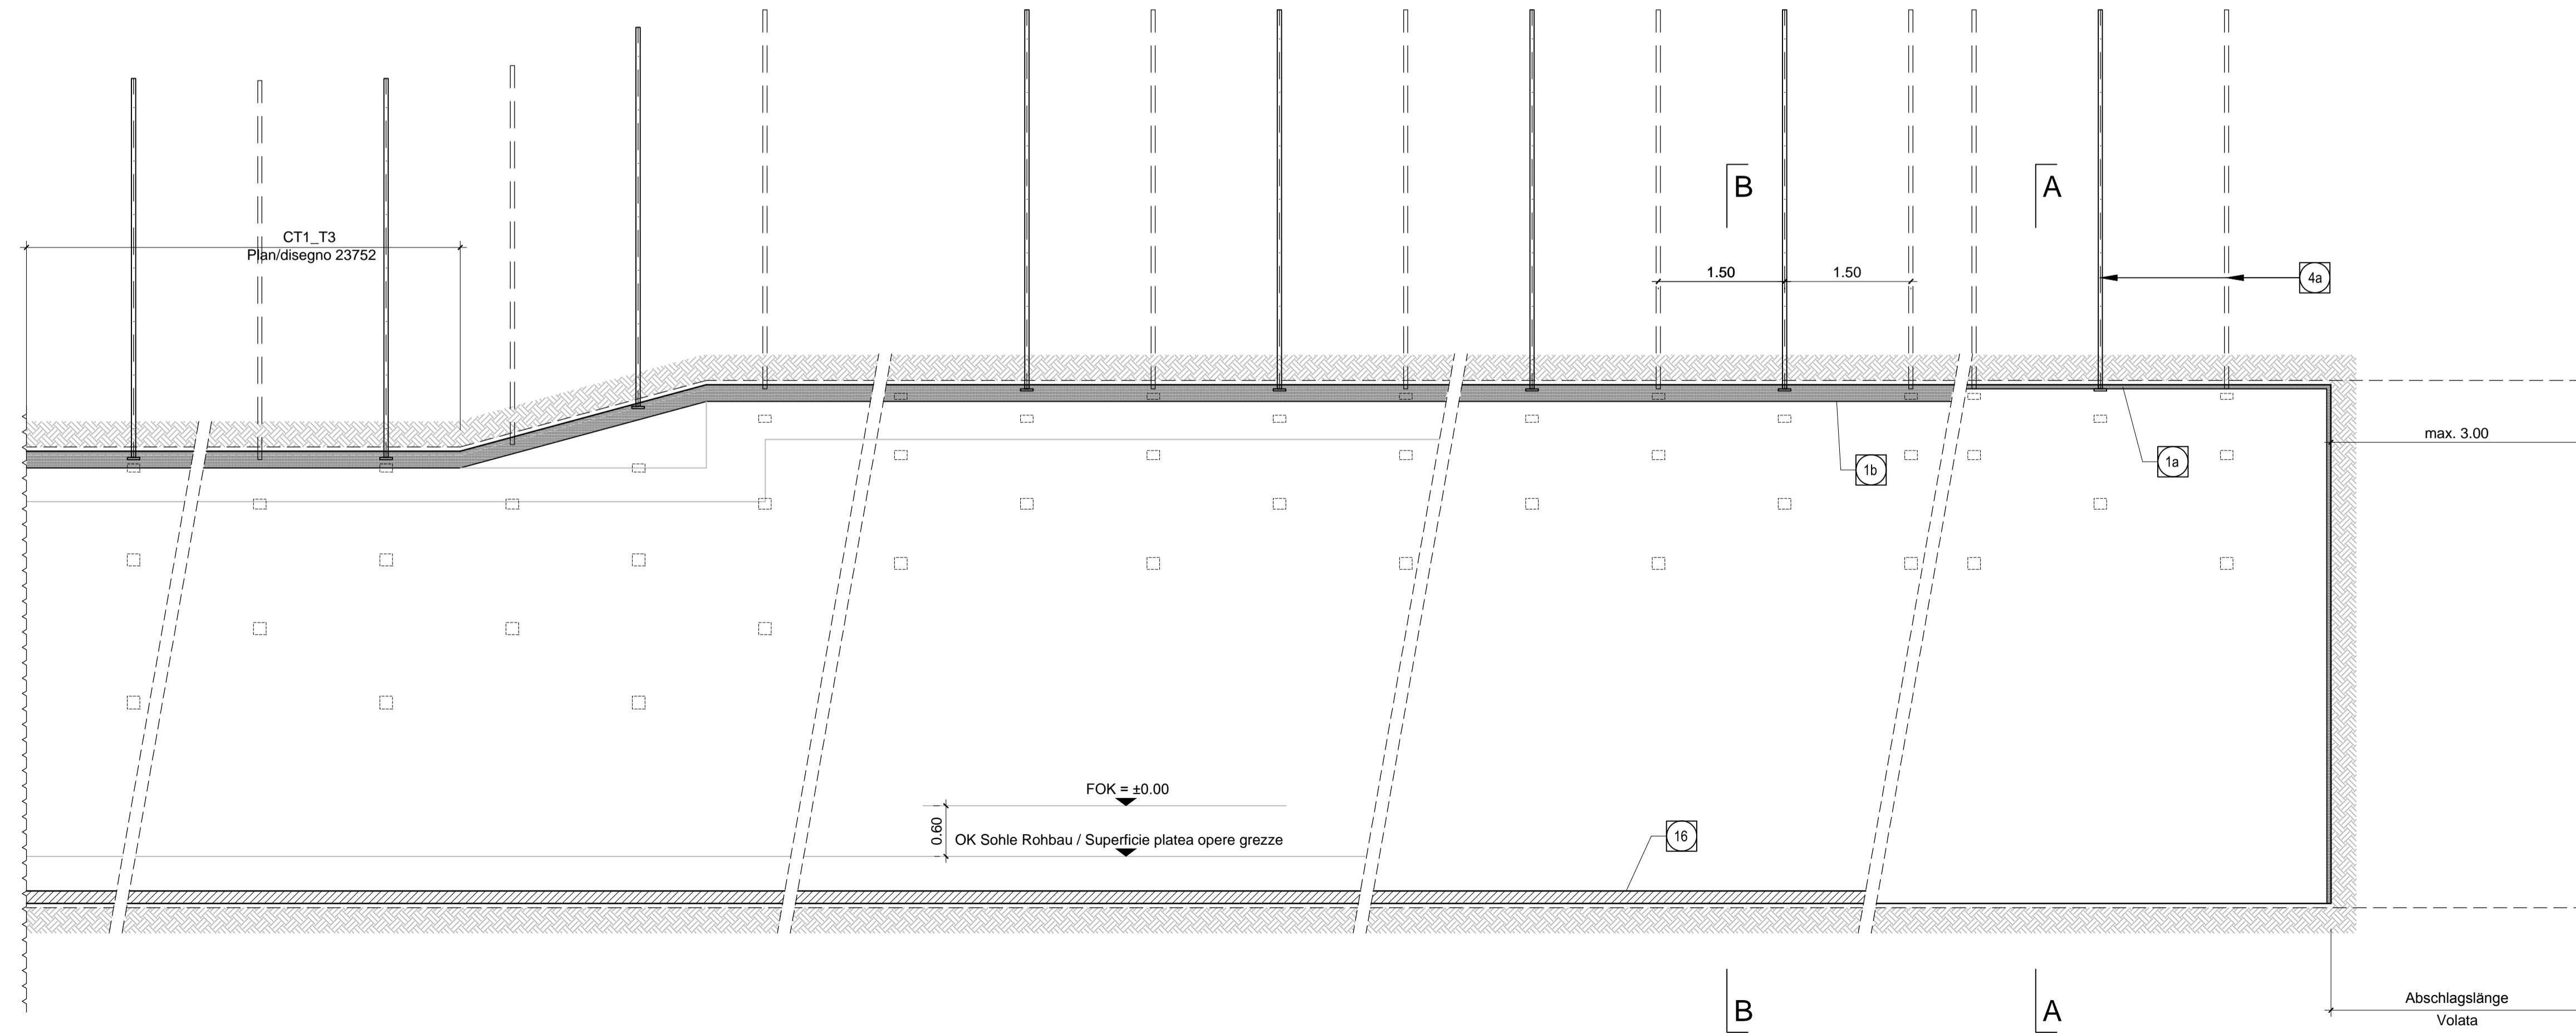 B
A
CT1_T3
Plan/disegno 23752
1.50
1.50
4a
max. 3.00
1b
1a
FOK = ±0.00
0.60
OK Sohle Rohbau / Superficie platea opere grezze
16
Abschlagslänge
Volata
B
A